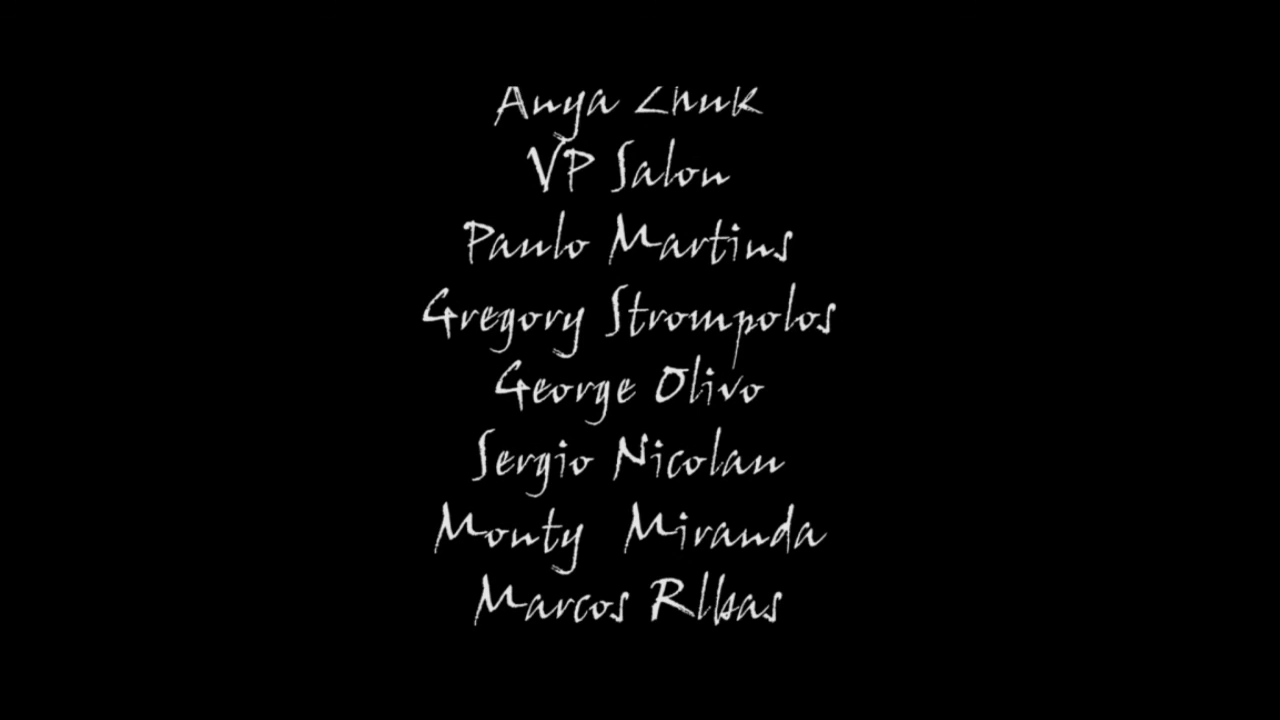 Anya Zhuk
VP Salon
Paulo Martins
Gregory Strompolos
George Olivo
Sergio Nicolau
Monty Miranda
Marcos RIbas